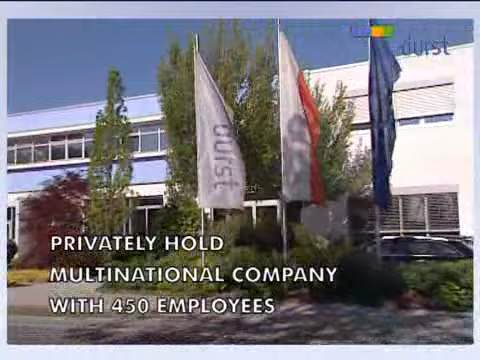 durst
durst
PRIVATELY HOLD
MULTINATIONAL COMPANY
WITH 450 EMPLOYEES